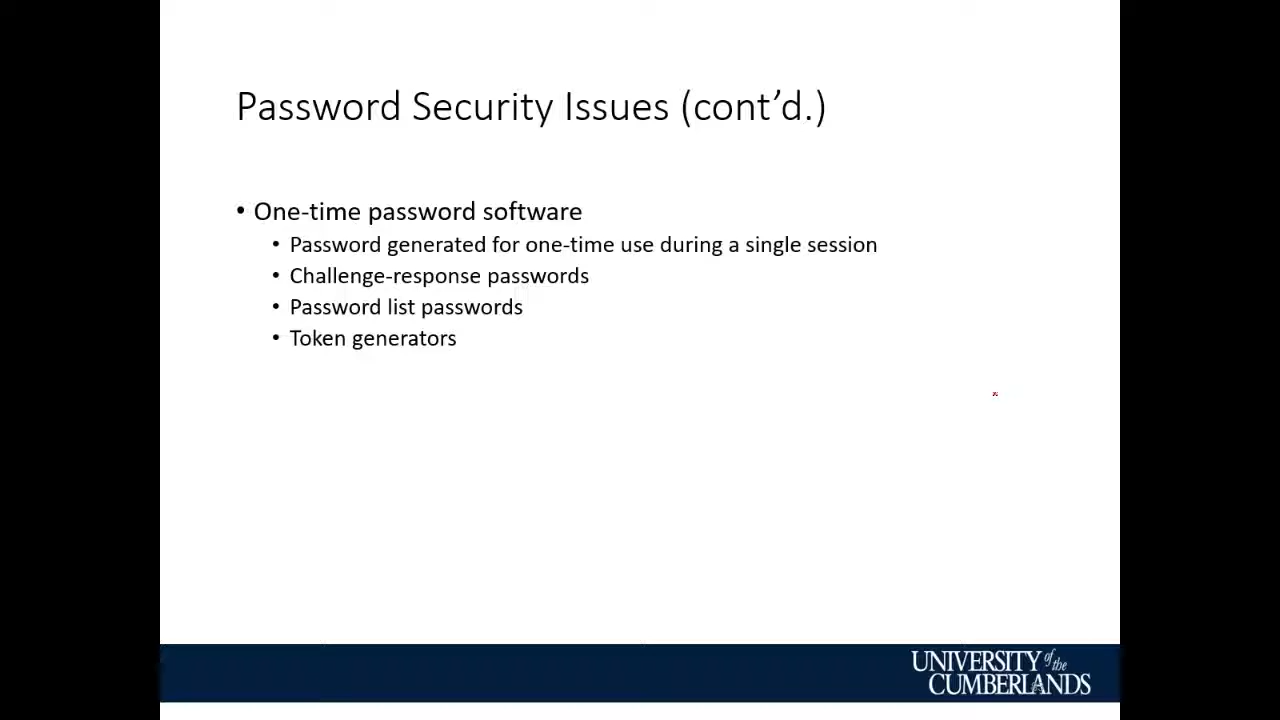 Password Security Issues (cont’d.)
• One-time password software
• Password generated for one-time use during a single session
• Challenge-response passwords
• Password list passwords
• Token generators
UNIVERSITY of the
CUMBERLANDS